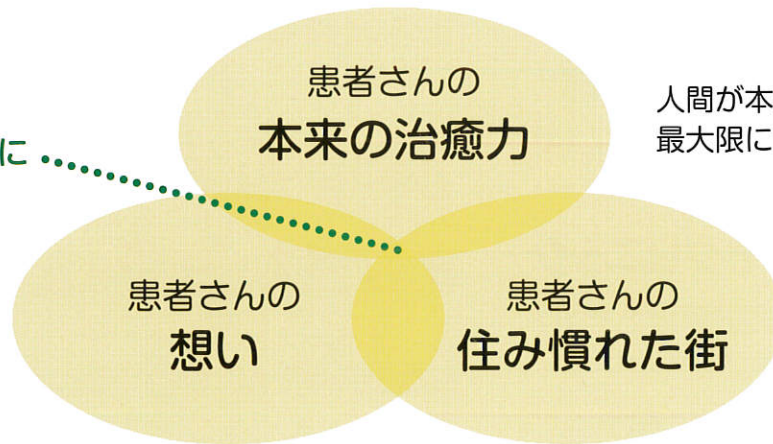 患者さんの
本来の治癒力
人間が本
最大限に
に
患者さんの
想い
患者さんの
住み慣れた街